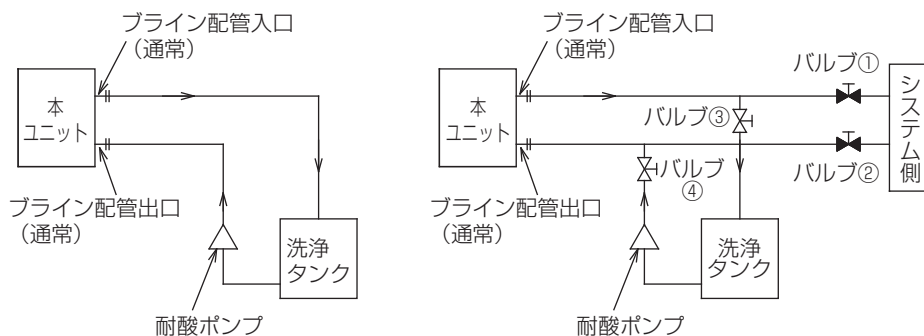 ブライン配管入口
（通常）
本
ユニット
ブライン配管出口
（通常）
洗浄
タンク
耐酸ポンプ
ブライン配管入口
（通常）
バルブ①
本
ユニット
バルブ③
システム側
バルブ
④
バルブ②
ブライン配管出口
（通常）
洗浄
タンク
耐酸ポンプ